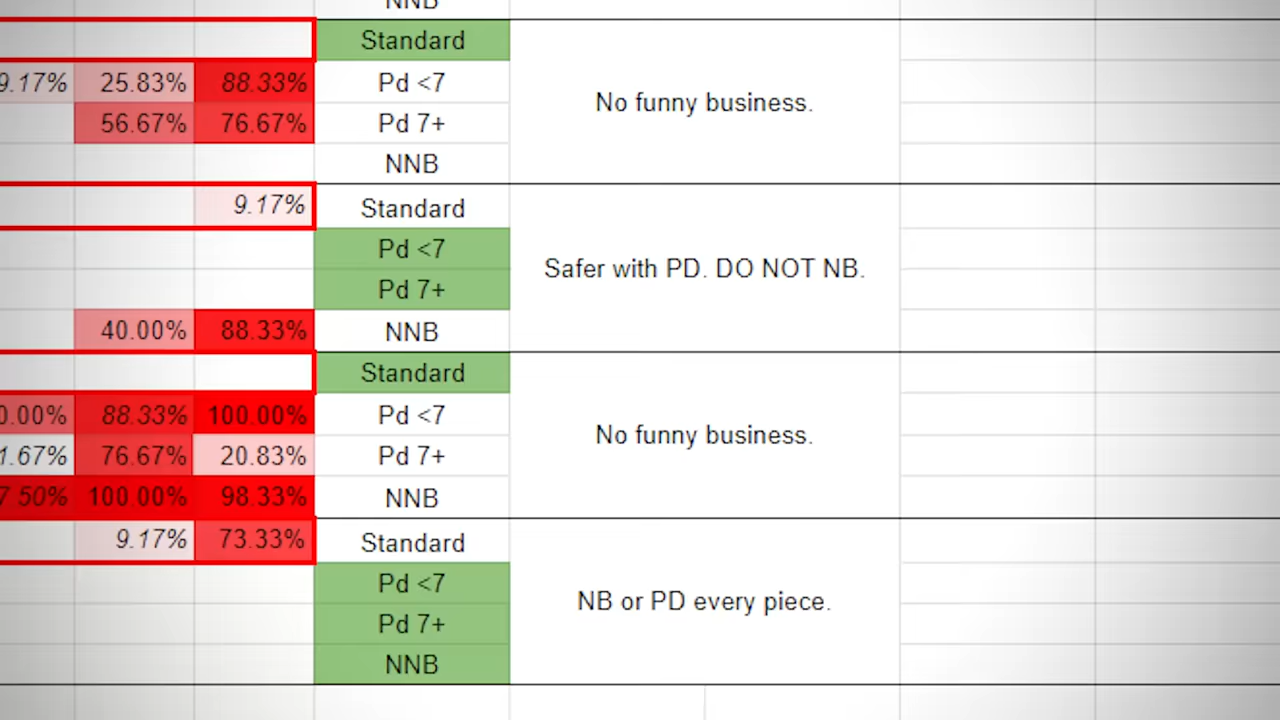 NNB
Standard
9.17% 25.83% 88.33% Pd <7
No funny business.
56.67% 76.67% Pd 7+
NNB
9.17% Standard
Pd <7
Safer with PD. DO NOT NB.
Pd 7+
40.00% 88.33% NNB
Standard
88.33% 100.00% Pd <7
No funny business.
76.67% 20.83% Pd 7+
100.00% 98.33% NNB
9.17% 73.33% Standard
Pd <7
NB or PD every piece.
Pd 7+
NNB